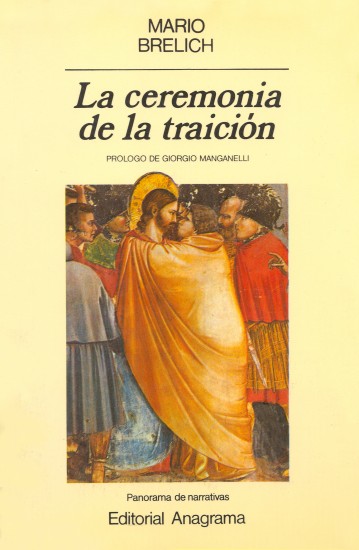 MARIO
BRELICH
La ceremonia
de la traición
PROLOGO DE GIORGIO MANGANELLI
Panorama de narrativas
Editorial Anagrama